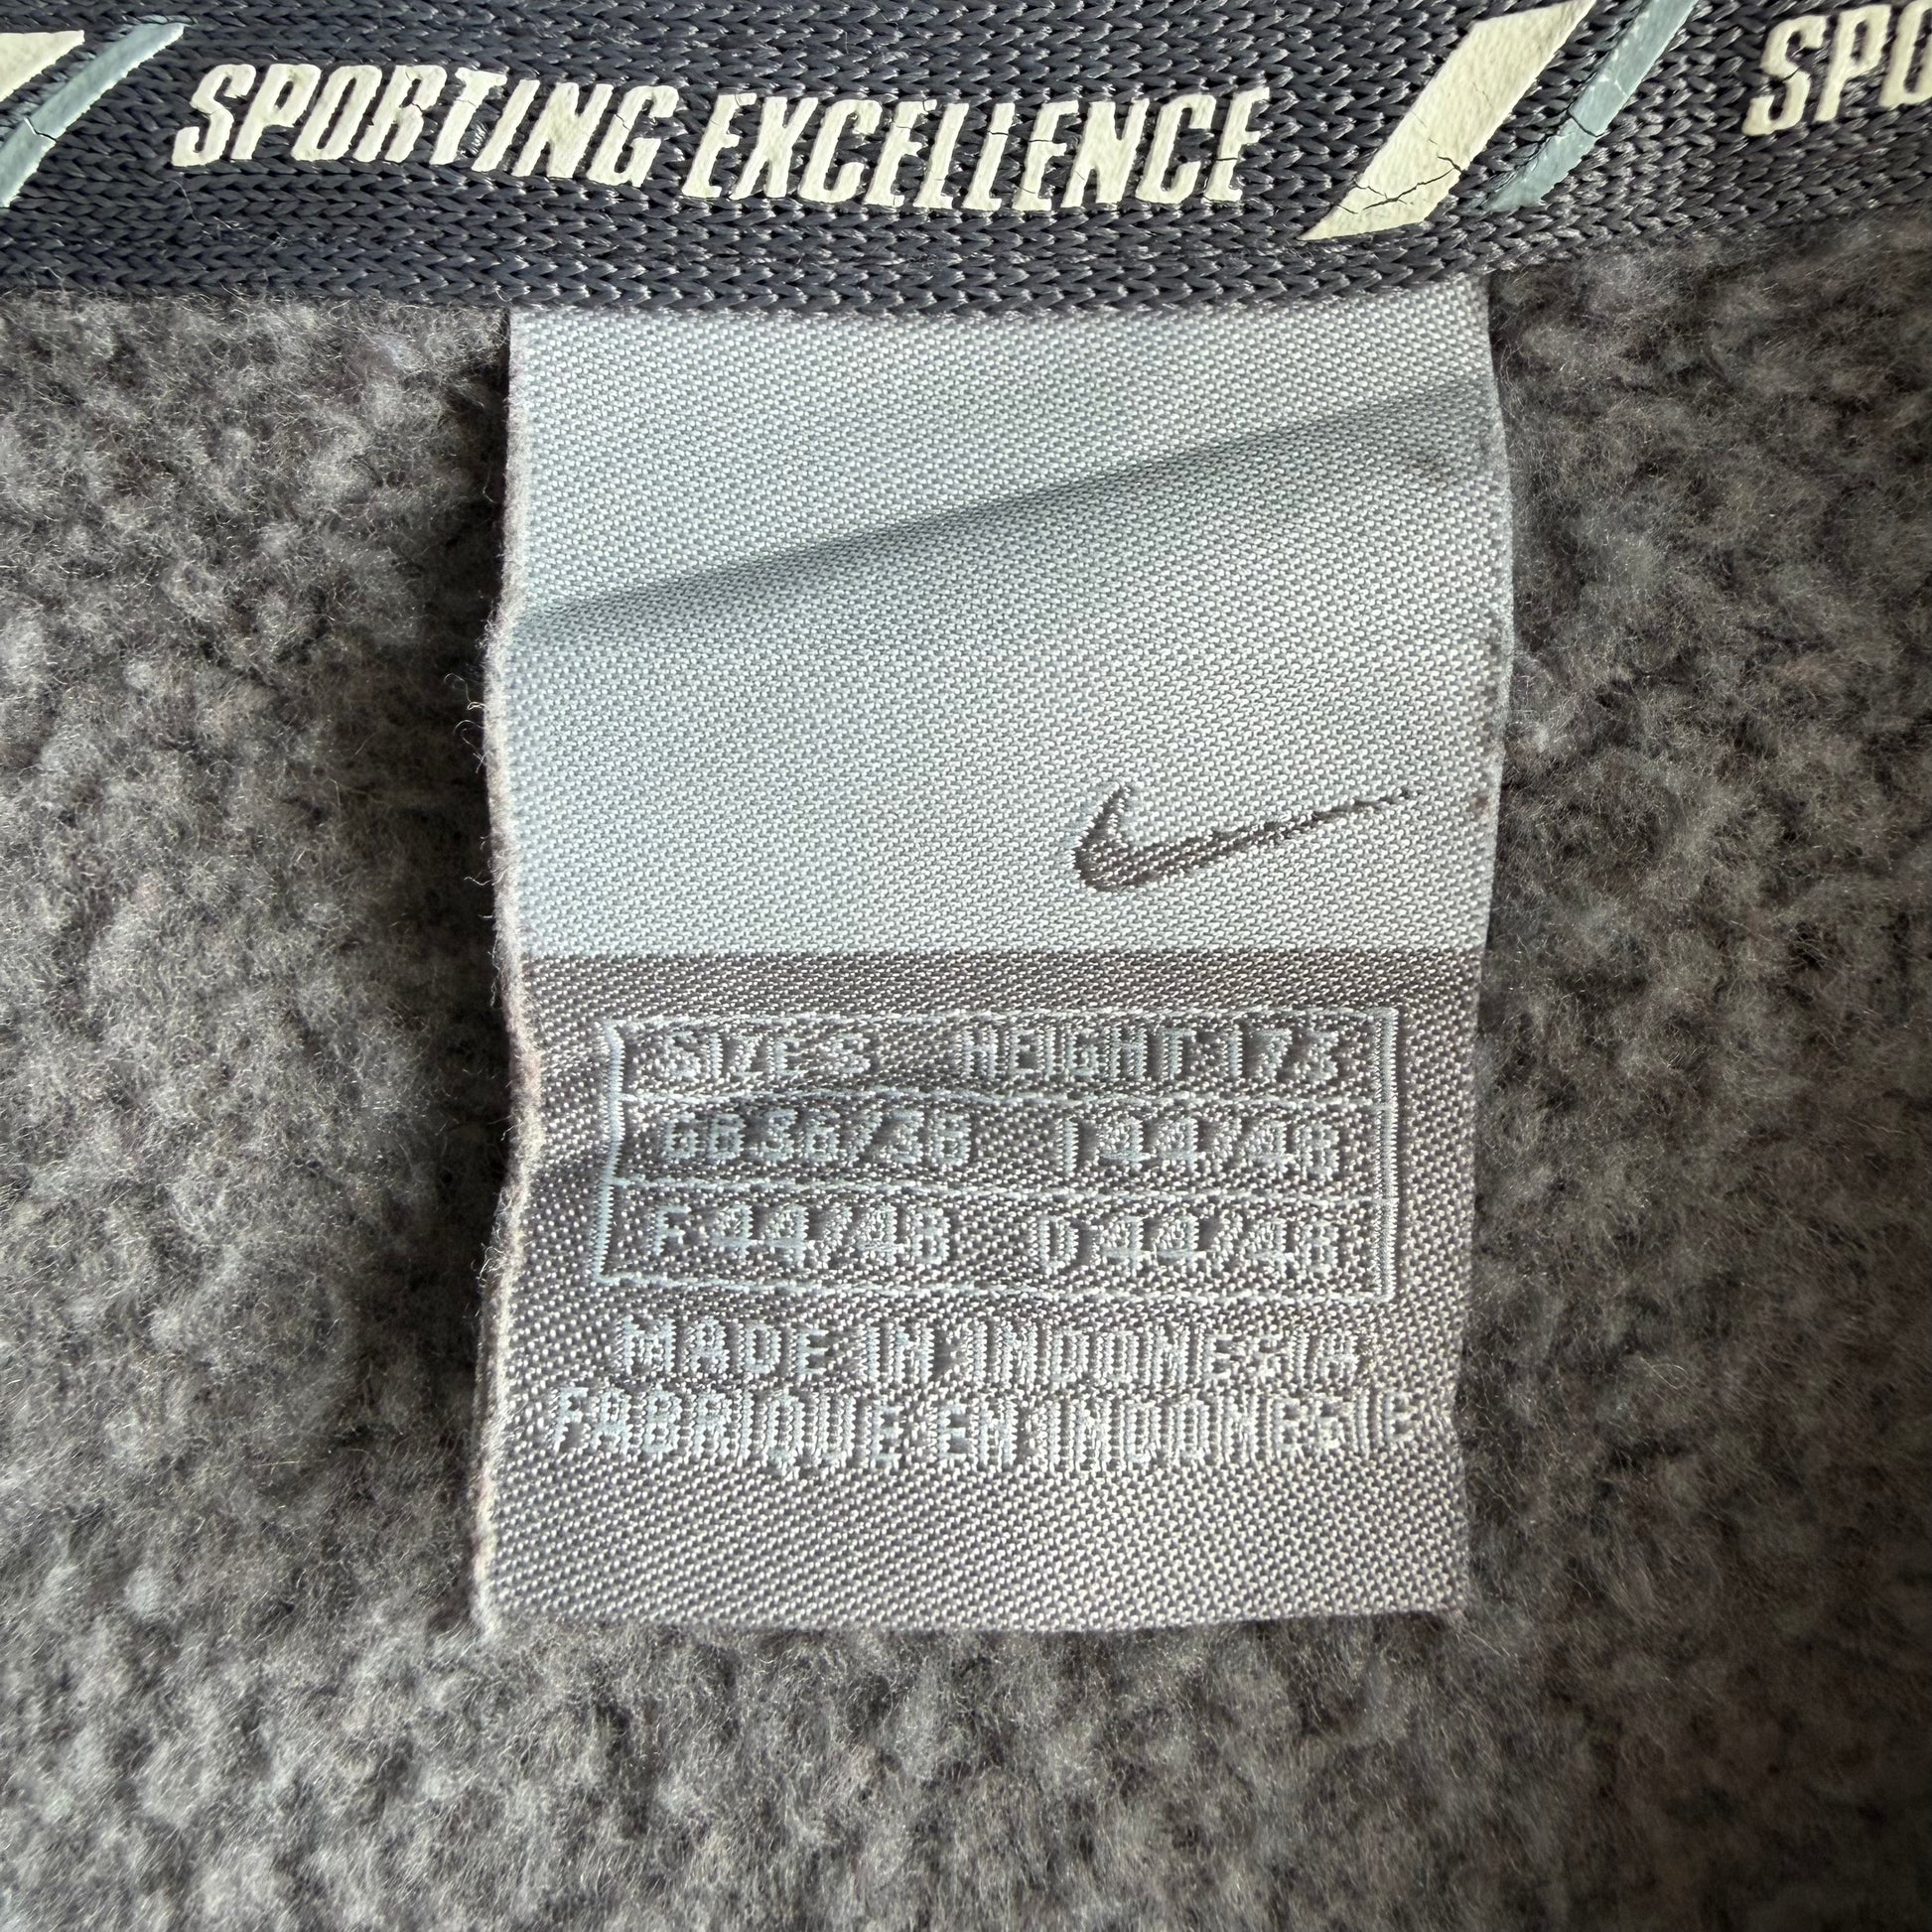 SPORTING EXCELLENCE
SPO
SIZE S HEIGHT 173
GB 36/38 I 44/46
F 44/46 D 44/46
MADE IN INDONESIA
FABRIQUE EN INDONESIE